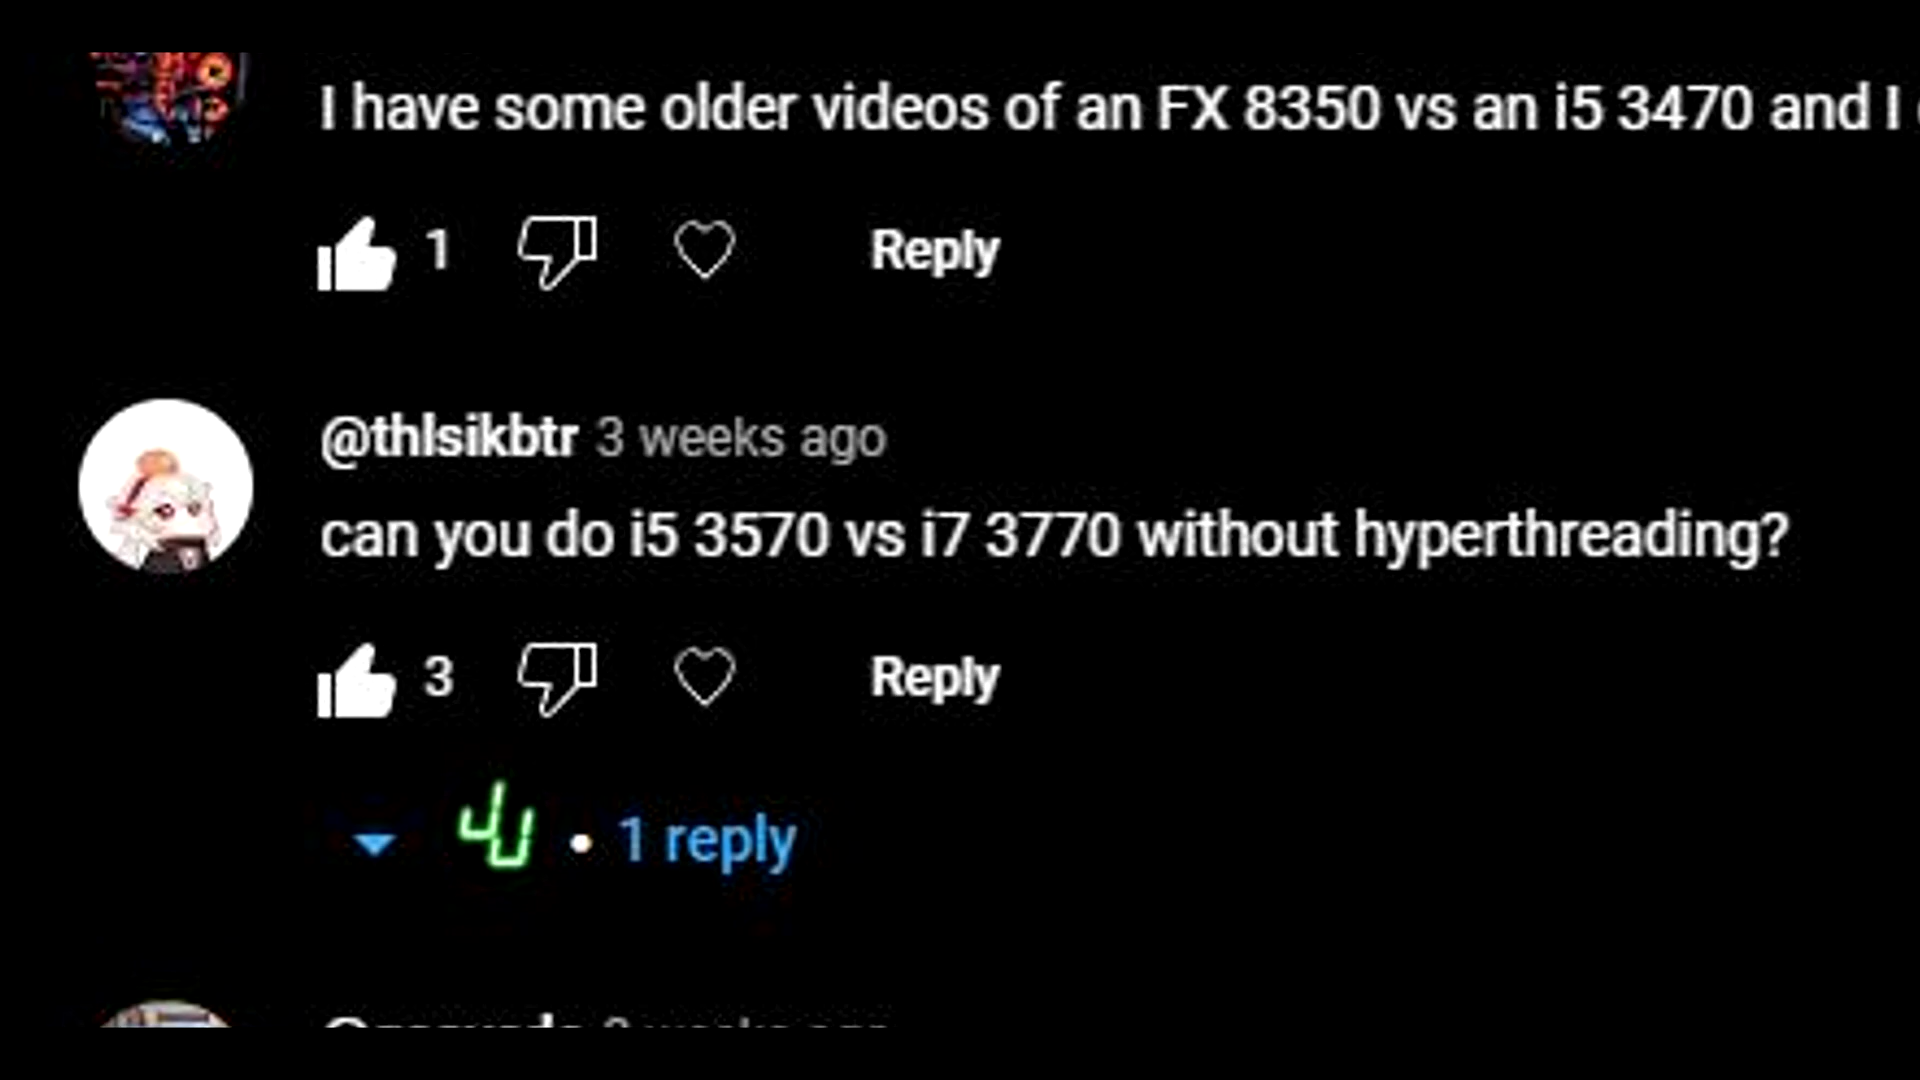 I have some older videos of an FX 8350 vs an i5 3470 and I
1
Reply
@thlsikbtr 3 weeks ago
can you do i5 3570 vs i7 3770 without hyperthreading?
3
Reply
• 1 reply